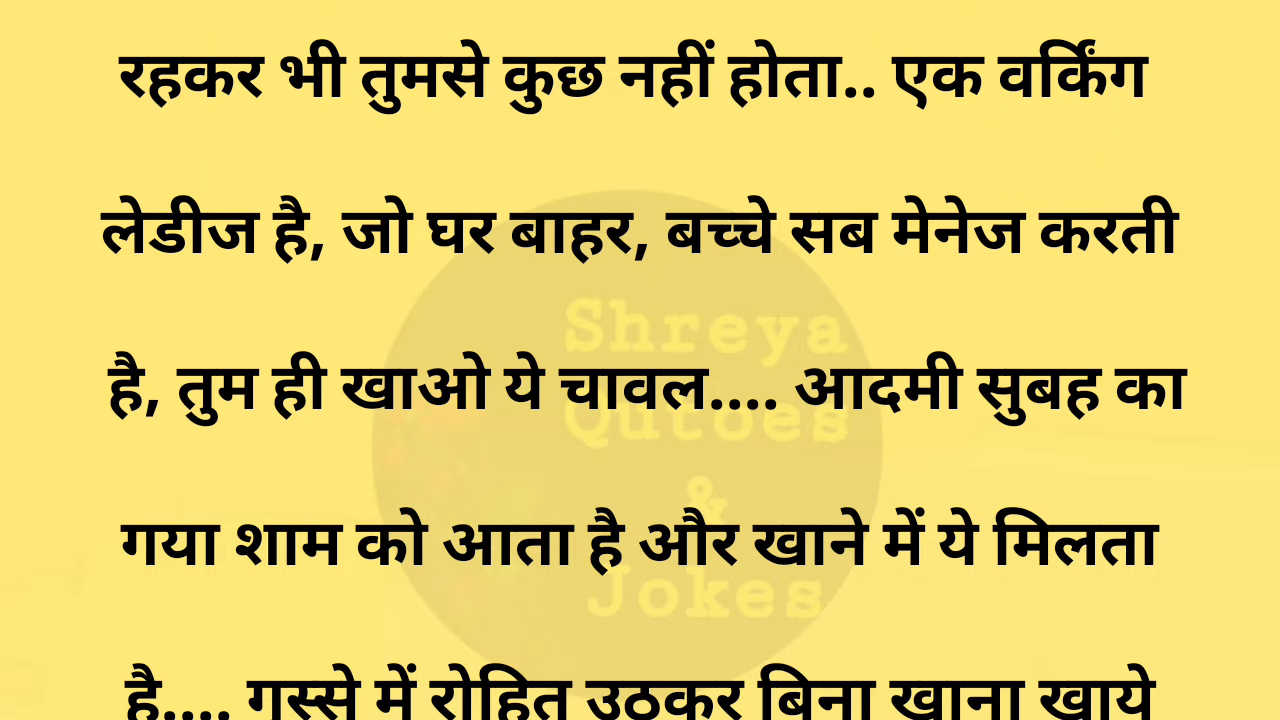 रहकर भी तुमसे कुछ नहीं होता.. एक वर्किंग
लेडीज है, जो घर बाहर, बच्चे सब मेनेज करती
Shreya
है, तुम ही खाओ ये चावल.... आदमी सुबह का
Qutoes
&
गया शाम को आता है और खाने में ये मिलता
Jokes
है.... गुस्से में रोहित उठकर बिना खाना खाये